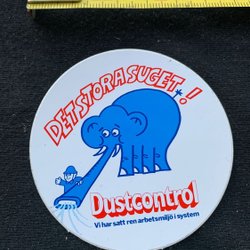 DET STORA SUGET!
Dustcontrol
Vi har satt ren arbetsmiljö i system